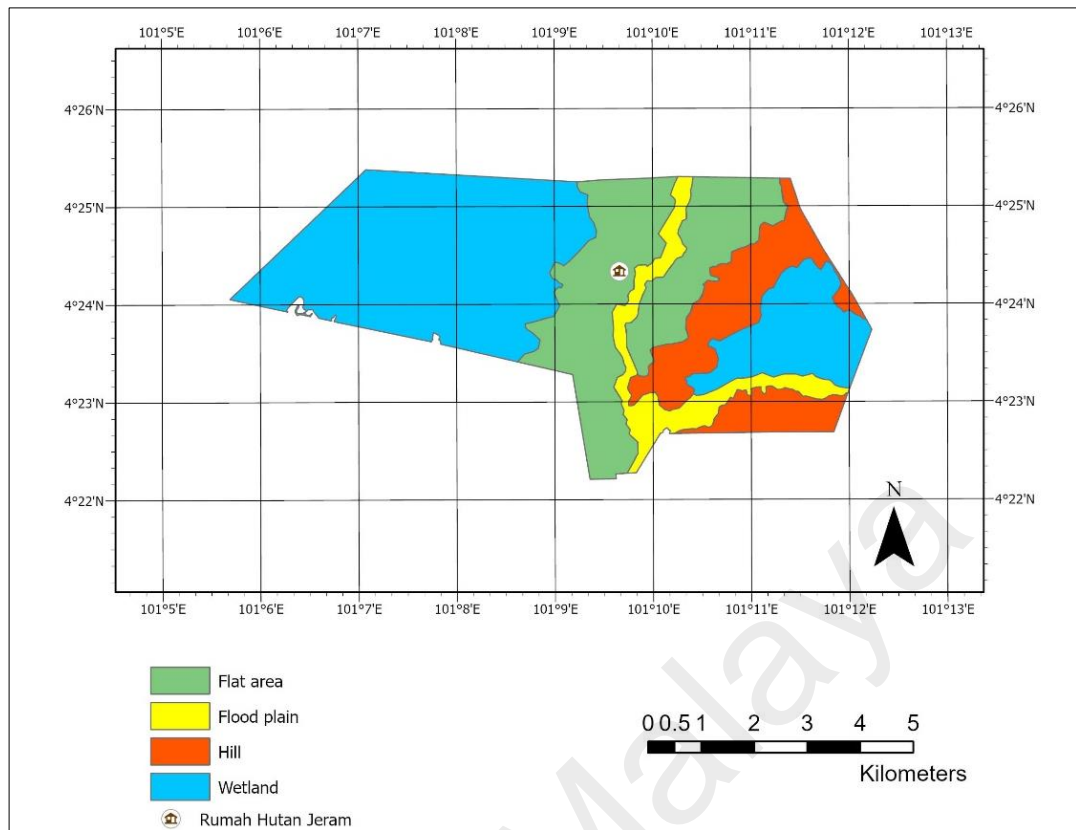 101°5'E 101°6'E 101°7'E 101°8'E 101°9'E 101°10'E 101°11'E 101°12'E 101°13'E
4°26'N 4°26'N
4°25'N 4°25'N
4°24'N 4°24'N
4°23'N 4°23'N
4°22'N 4°22'N
N
101°5'E 101°6'E 101°7'E 101°8'E 101°9'E 101°10'E 101°11'E 101°12'E 101°13'E
Flat area
Flood plain
Hill
Wetland
Rumah Hutan Jeram
0 0.5 1 2 3 4 5
Kilometers
Malaya